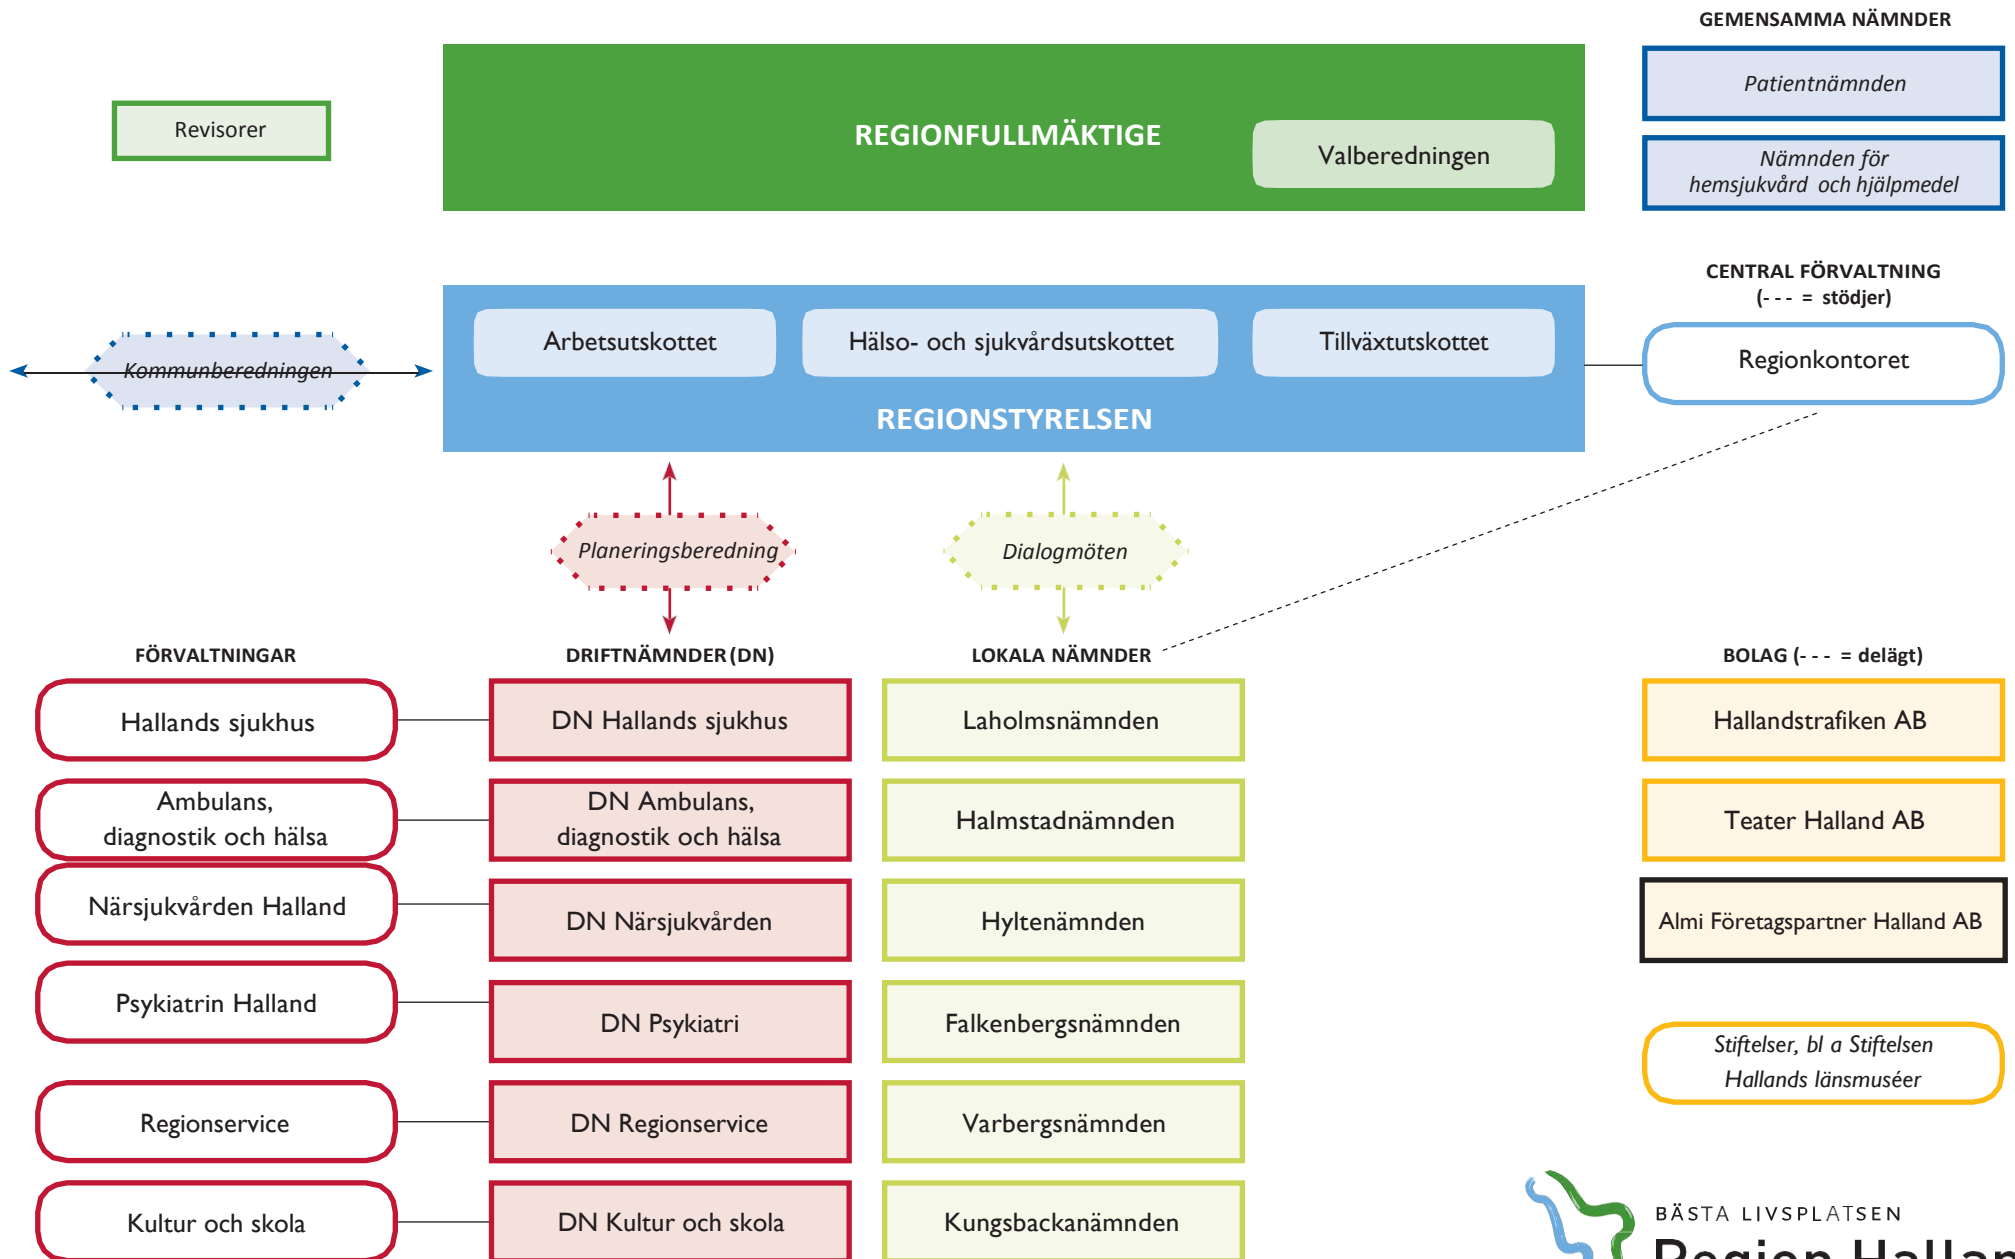 GEMENSAMMA NÄMNDER
Patientnämnden
Nämnden för
hemsjukvård och hjälpmedel
Revisorer
REGIONFULLMÄKTIGE
Valberedningen
CENTRAL FÖRVALTNING
(- - - = stödjer)
Regionkontoret
Kommunberedningen
Arbetsutskottet
Hälso- och sjukvårdsutskottet
Tillväxtutskottet
REGIONSTYRELSEN
Planeringsberedning
Dialogmöten
FÖRVALTNINGAR
Hallands sjukhus
Ambulans,
diagnostik och hälsa
Närsjukvården Halland
Psykiatrin Halland
Regionservice
Kultur och skola
DRIFTNÄMNDER (DN)
DN Hallands sjukhus
DN Ambulans,
diagnostik och hälsa
DN Närsjukvården
DN Psykiatri
DN Regionservice
DN Kultur och skola
LOKALA NÄMNDER
Laholmsnämnden
Halmstadnämnden
Hyltenämnden
Falkenbergsnämnden
Varbergsnämnden
Kungsbackanämnden
BOLAG (- - - = delägt)
Hallandstrafiken AB
Teater Halland AB
Almi Företagspartner Halland AB
Stiftelser, bl a Stiftelsen
Hallands länsmuséer
BÄSTA LIVSPLATSEN
Region Hallan